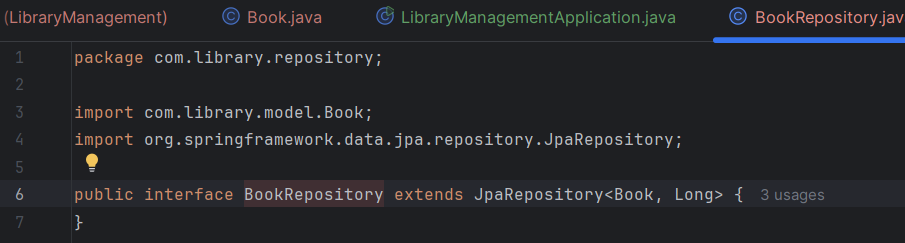 (LibraryManagement) Book.java LibraryManagementApplication.java BookRepository.jav
1 package com.library.repository;
2
3 import com.library.model.Book;
4 import org.springframework.data.jpa.repository.JpaRepository;
5
6 public interface BookRepository extends JpaRepository<Book, Long> { 3 usages
7 }